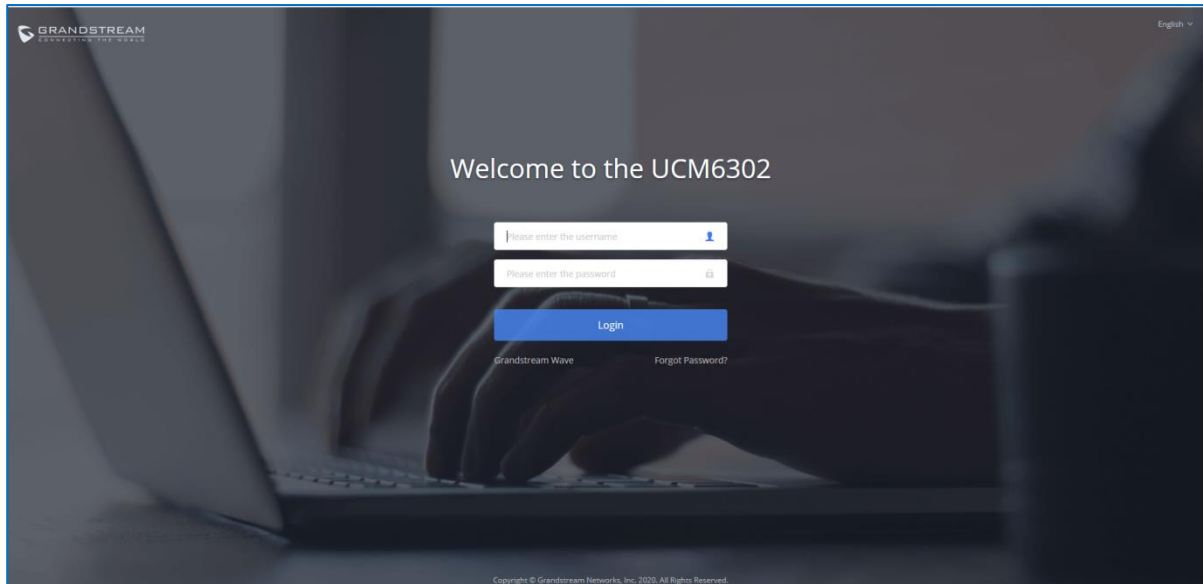 GRANDSTREAM
CONNECTING THE WORLD
English
Welcome to the UCM6302
Please enter the username
Please enter the password
Login
Grandstream Wave
Forgot Password?
Copyright © Grandstream Networks, Inc. 2020. All Rights Reserved.